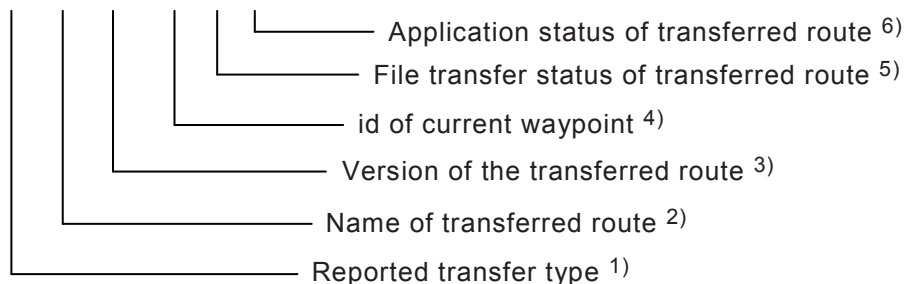 Application status of transferred route 6)
File transfer status of transferred route 5)
id of current waypoint 4)
Version of the transferred route 3)
Name of transferred route 2)
Reported transfer type 1)